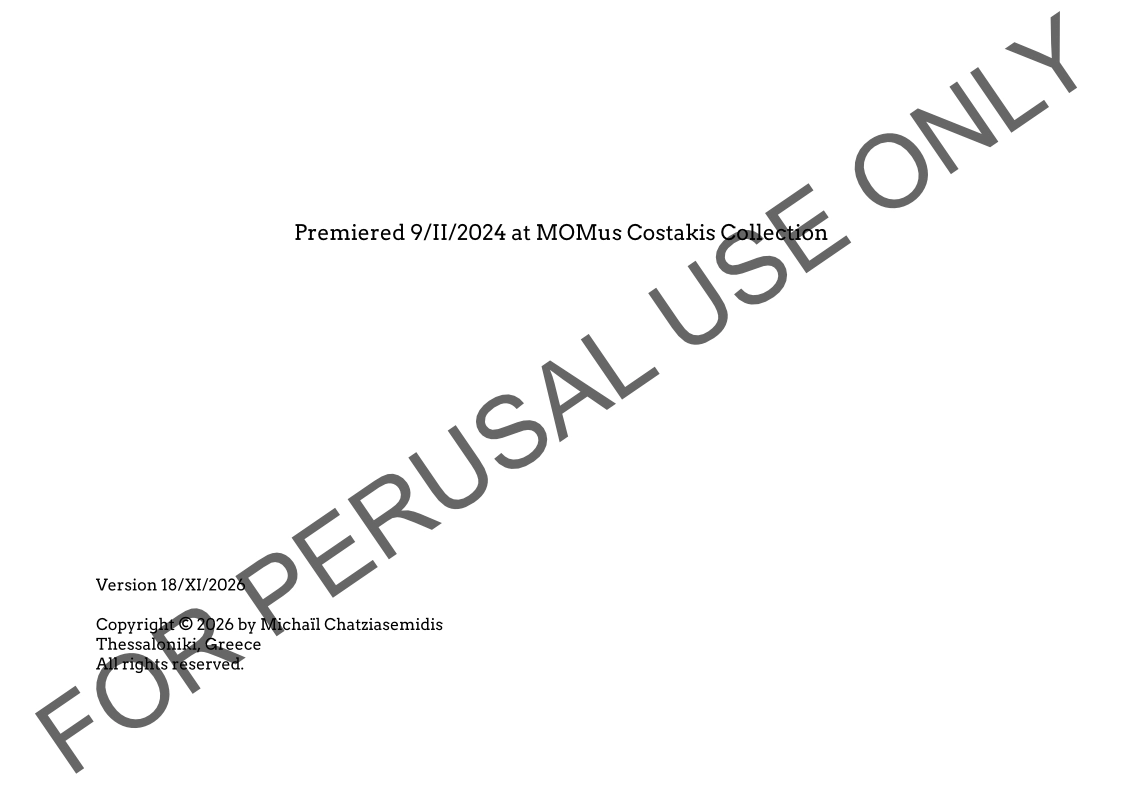 Premiered 9/II/2024 at MOMus Costakis Collection
FOR PERUSAL USE ONLY
Version 18/XI/2026
Copyright © 2026 by Michaïl Chatziasemidis
Thessaloniki, Greece
All rights reserved.